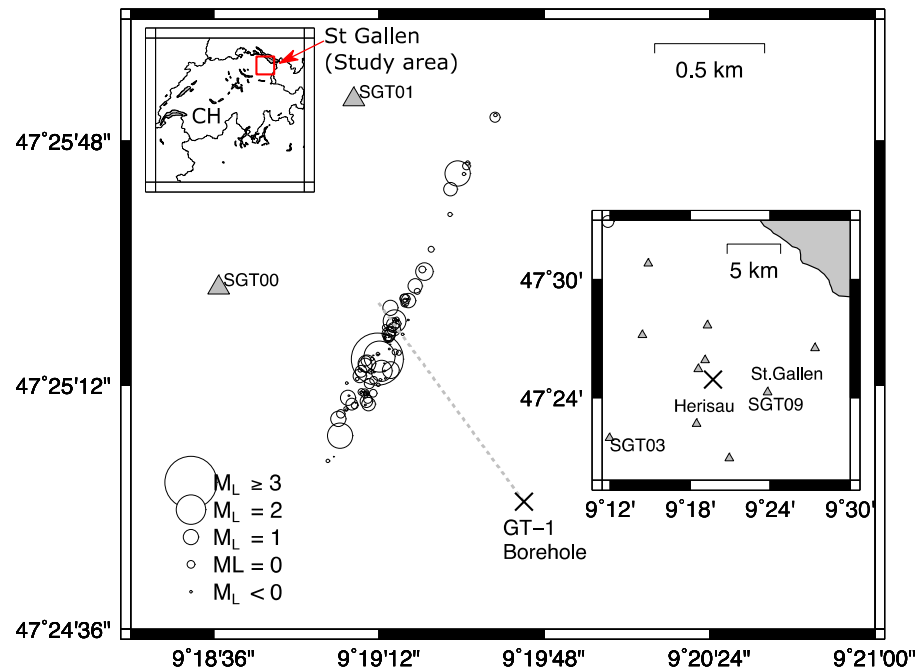 St Gallen
(Study area)
CH
SGT01
0.5 km
47°25'48"
SGT00
47°25'12"
47°24'36"
9°18'36"
9°19'12"
9°19'48"
9°20'24"
9°21'00"
M_L ≥ 3
M_L = 2
M_L = 1
ML = 0
M_L < 0
GT−1
Borehole
5 km
47°30'
47°24'
St.Gallen
Herisau
SGT09
SGT03
9°12'
9°18'
9°24'
9°30'